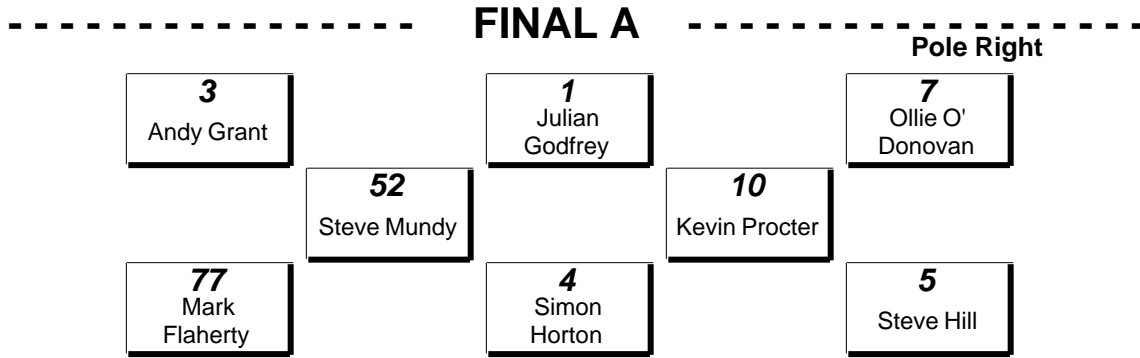 FINAL A
Pole Right
3
Andy Grant
1
Julian
Godfrey
7
Ollie O'
Donovan
52
Steve Mundy
10
Kevin Procter
77
Mark
Flaherty
4
Simon
Horton
5
Steve Hill